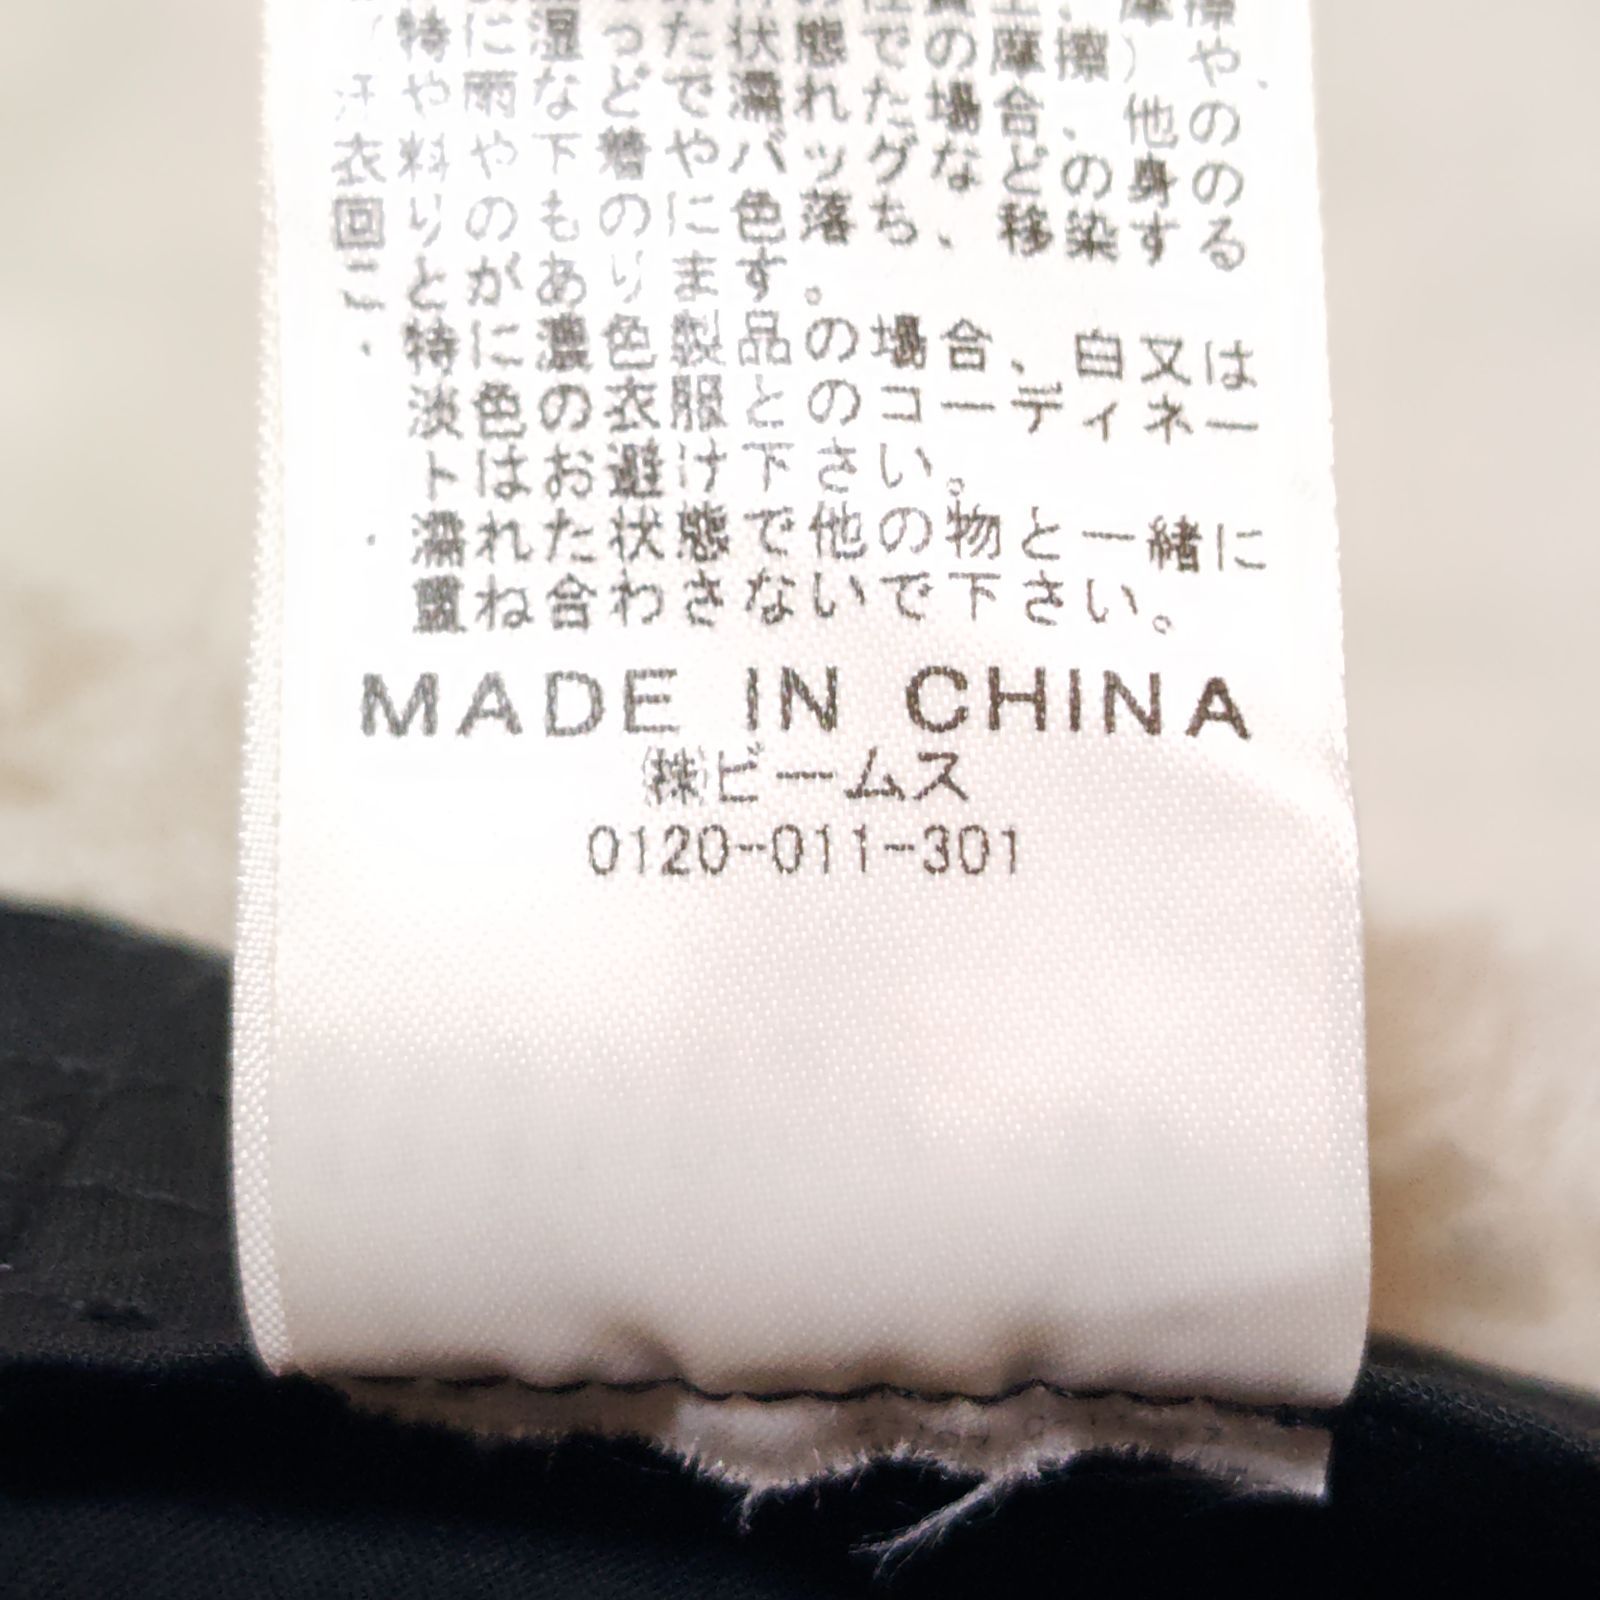 特に湿った状態での摩擦）や、
汗や雨などで濡れた場合、他の
衣料や下着やバッグなどの身の
回りのものに色落ち、移染する
ことがあります。
・特に濃色製品の場合、白又は
淡色の衣服とのコーディネー
トはお避け下さい。
・濡れた状態で他の物と一緒に
重ね合わさないで下さい。
MADE IN CHINA
㈱ビームス
0120-011-301